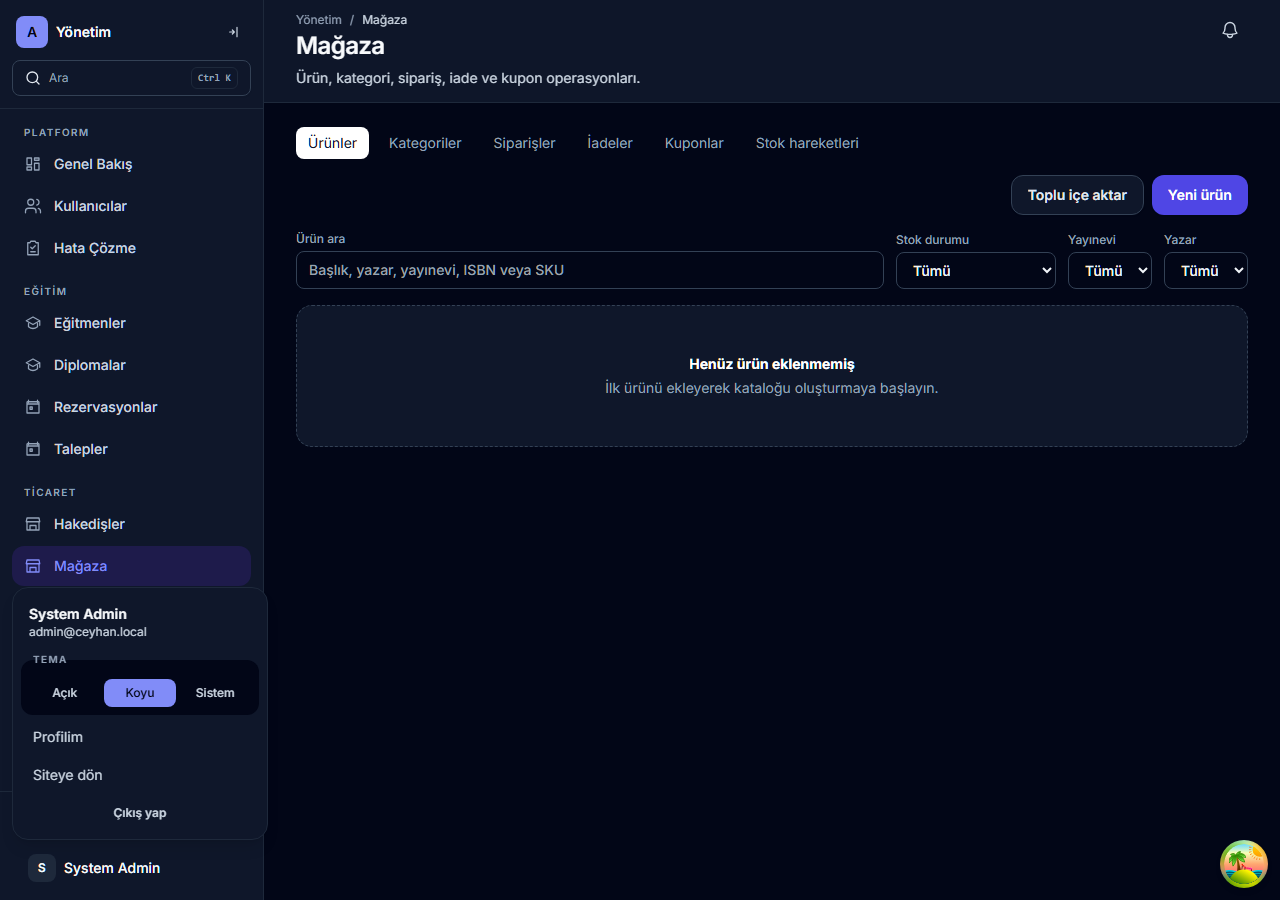 A Yönetim
Ara Ctrl K
PLATFORM
Genel Bakış
Kullanıcılar
Hata Çözme
EĞİTİM
Eğitmenler
Diplomalar
Rezervasyonlar
Talepler
TİCARET
Hakedişler
Mağaza
System Admin
admin@ceyhan.local
TEMA
Açık Koyu Sistem
Profilim
Siteye dön
Çıkış yap
S System Admin
Yönetim / Mağaza
Mağaza
Ürün, kategori, sipariş, iade ve kupon operasyonları.
Ürünler Kategoriler Siparişler İadeler Kuponlar Stok hareketleri
Toplu içe aktar Yeni ürün
Ürün ara Stok durumu Yayınevi Yazar
Başlık, yazar, yayınevi, ISBN veya SKU Tümü Tümü Tümü
Henüz ürün eklenmemiş
İlk ürünü ekleyerek kataloğu oluşturmaya başlayın.